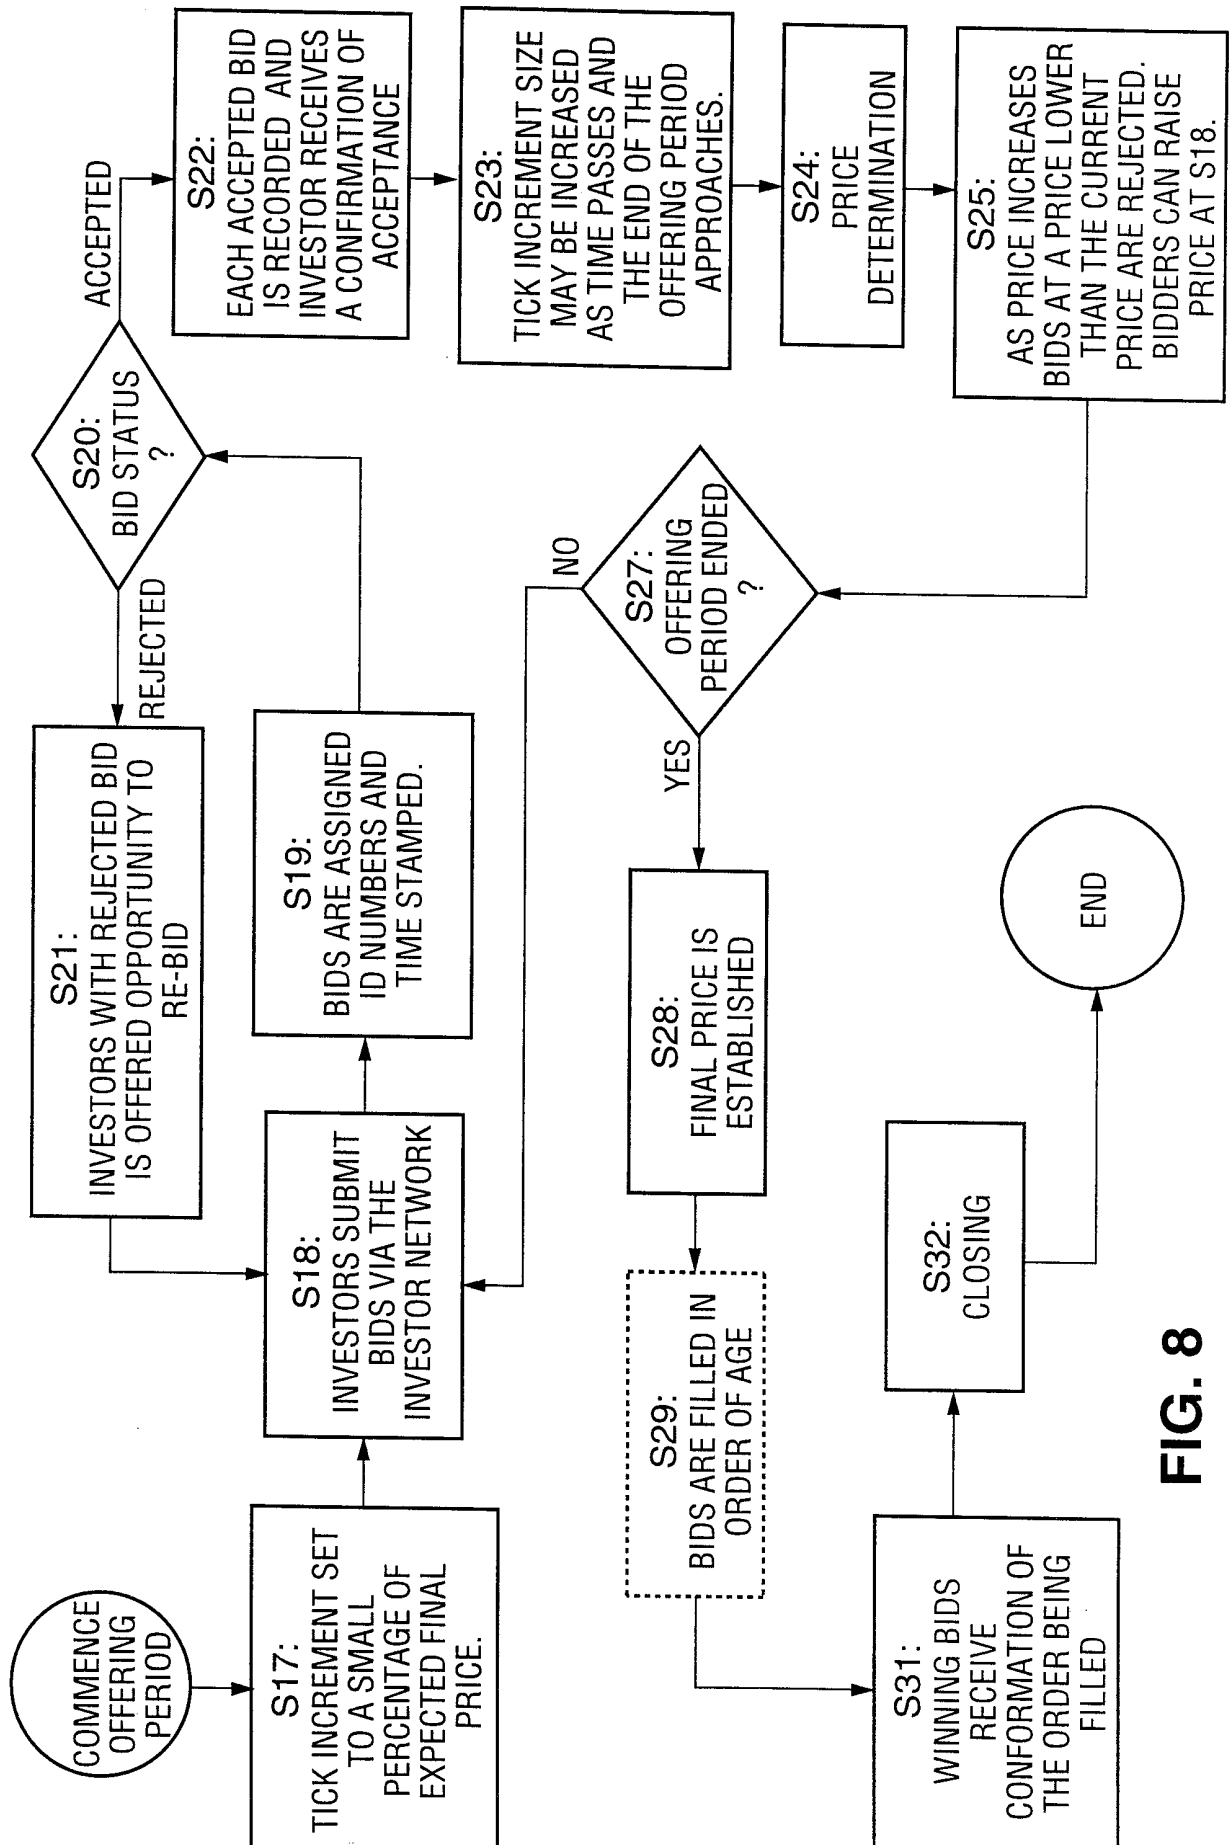 COMMENCE
OFFERING
PERIOD
S17:
TICK INCREMENT SET
TO A SMALL
PERCENTAGE OF
EXPECTED FINAL
PRICE.
S18:
INVESTORS SUBMIT
BIDS VIA THE
INVESTOR NETWORK
S19:
BIDS ARE ASSIGNED
ID NUMBERS AND
TIME STAMPED.
S20:
BID STATUS
?
REJECTED
S21:
INVESTORS WITH REJECTED BID
IS OFFERED OPPORTUNITY TO
RE-BID
ACCEPTED
S22:
EACH ACCEPTED BID
IS RECORDED AND
INVESTOR RECEIVES
A CONFIRMATION OF
ACCEPTANCE
S23:
TICK INCREMENT SIZE
MAY BE INCREASED
AS TIME PASSES AND
THE END OF THE
OFFERING PERIOD
APPROACHES.
S24:
PRICE
DETERMINATION
S25:
AS PRICE INCREASES
BIDS AT A PRICE LOWER
THAN THE CURRENT
PRICE ARE REJECTED.
BIDDERS CAN RAISE
PRICE AT S18.
S27:
OFFERING
PERIOD ENDED
?
NO
YES
S28:
FINAL PRICE IS
ESTABLISHED
S29:
BIDS ARE FILLED IN
ORDER OF AGE
S31:
WINNING BIDS
RECEIVE
CONFORMATION OF
THE ORDER BEING
FILLED
S32:
CLOSING
END
FIG. 8